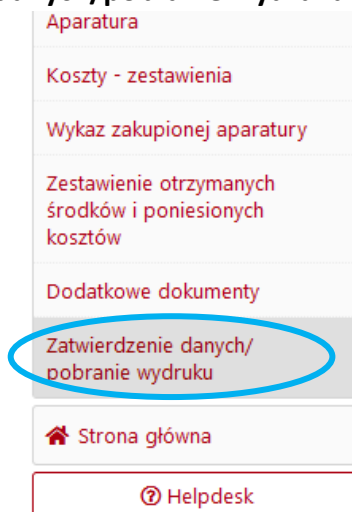 Aparatura
Koszty - zestawienia
Wykaz zakupionej aparatury
Zestawienie otrzymanych
środków i poniesionych
kosztów
Dodatkowe dokumenty
Zatwierdzenie danych/
pobranie wydruku
Strona główna
Helpdesk